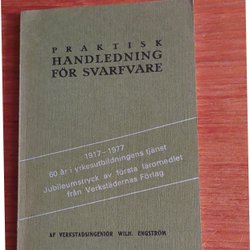 PRAKTISK
HANDLEDNING
FÖR SVARFVARE
1917-1977
60 år i yrkesutbildningens tjänst
Jubileumstryck av första läromedlet
från Verkstädernas Förlag
AF VERKSTADSINGENIÖR WILH. ENGSTRÖM